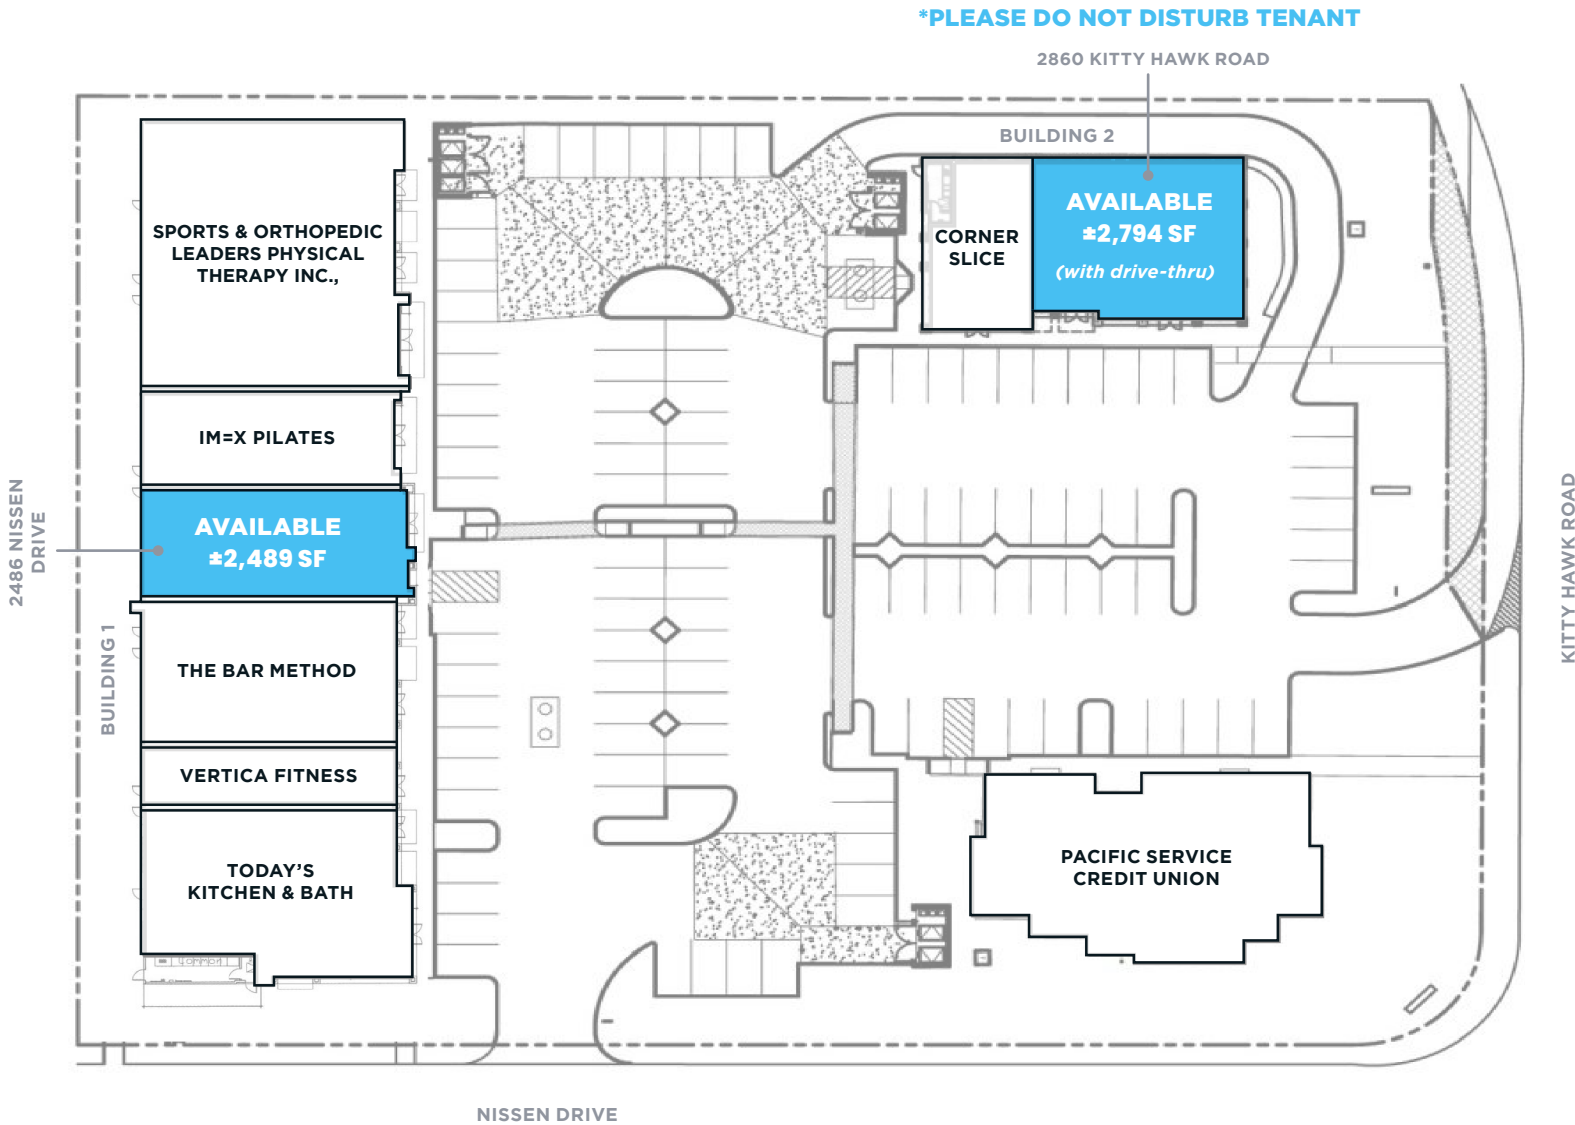 *PLEASE DO NOT DISTURB TENANT
2860 KITTY HAWK ROAD
BUILDING 2
AVAILABLE
±2,794 SF
(with drive-thru)
CORNER
SLICE
SPORTS & ORTHOPEDIC
LEADERS PHYSICAL
THERAPY INC.,
IM=X PILATES
2486 NISSEN
DRIVE
AVAILABLE
±2,489 SF
BUILDING 1
THE BAR METHOD
VERTICA FITNESS
TODAY’S
KITCHEN & BATH
Common
PACIFIC SERVICE
CREDIT UNION
KITTY HAWK ROAD
NISSEN DRIVE